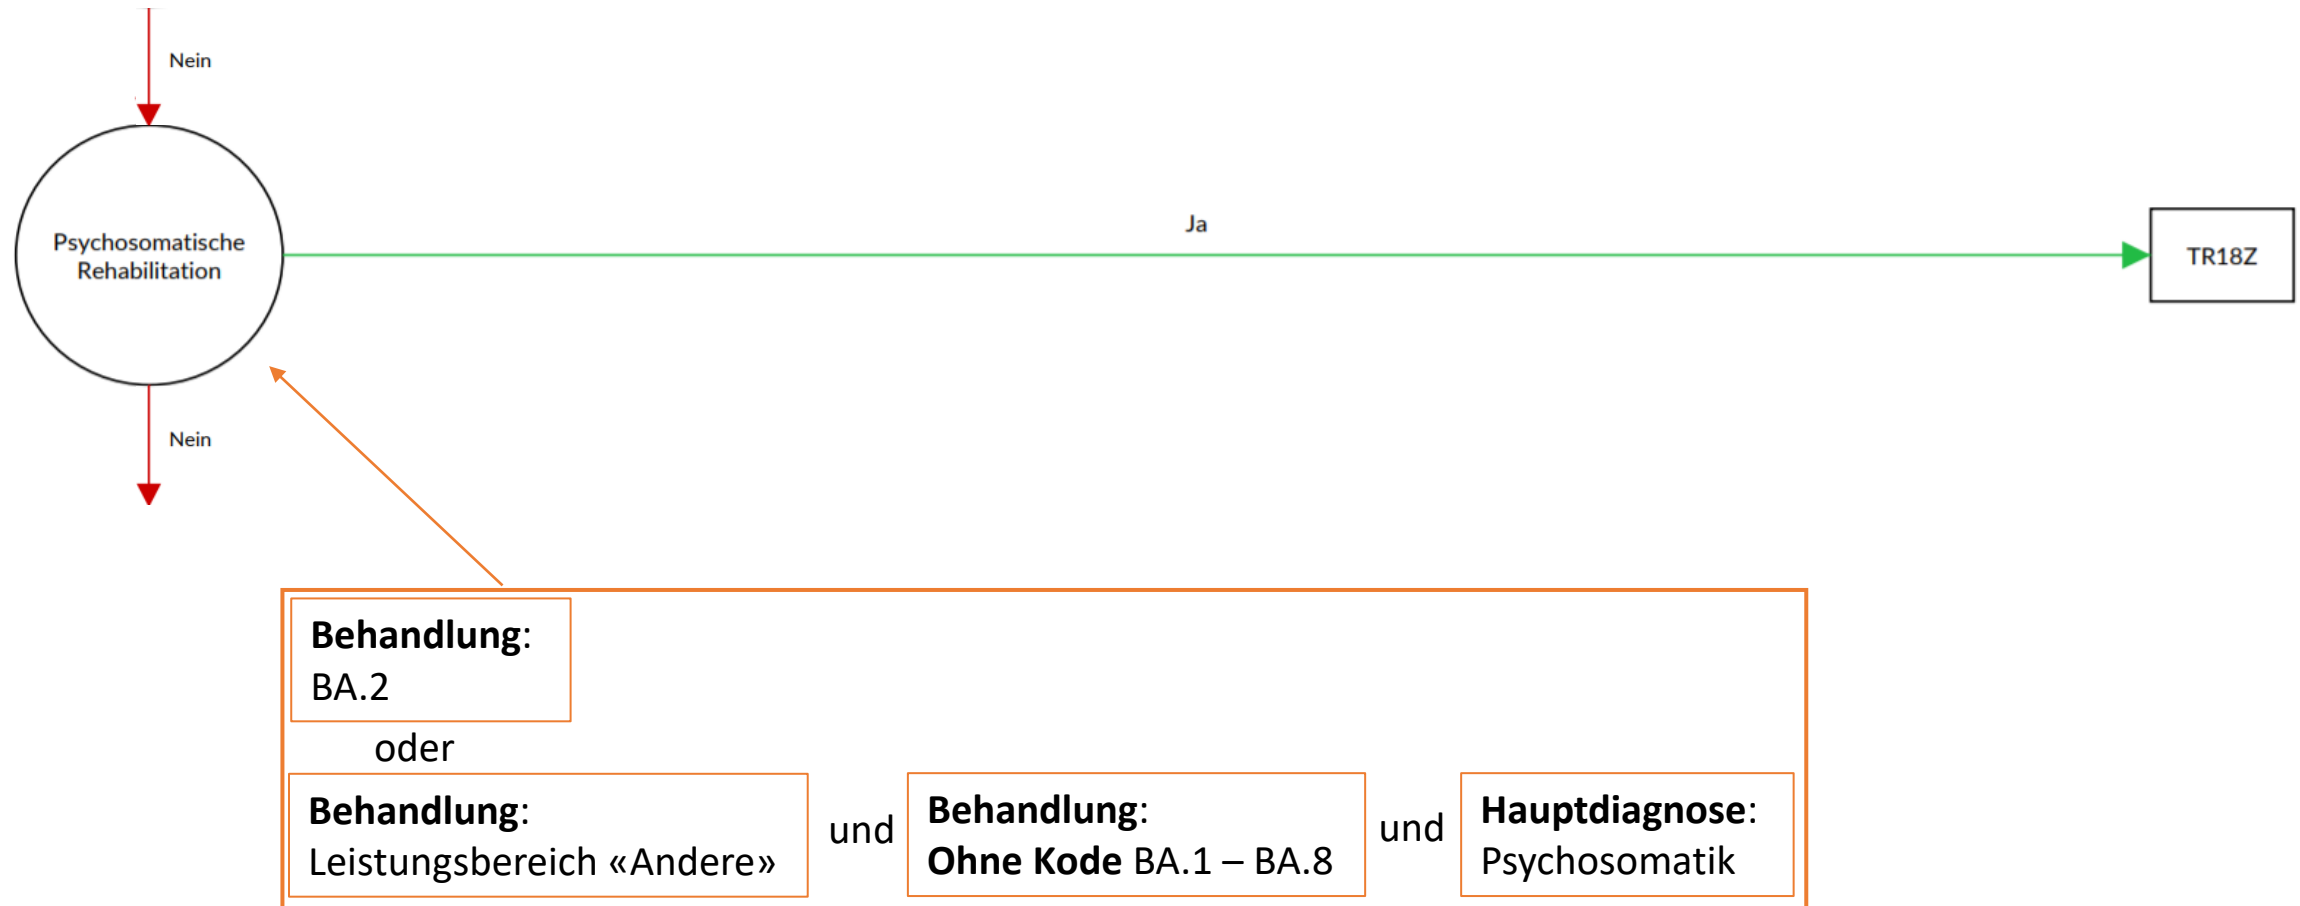 Nein
Psychosomatische
Rehabilitation
Ja
TR18Z
Nein
Behandlung:
BA.2
oder
Behandlung:
Leistungsbereich «Andere»
und
Behandlung:
Ohne Kode BA.1 – BA.8
und
Hauptdiagnose:
Psychosomatik